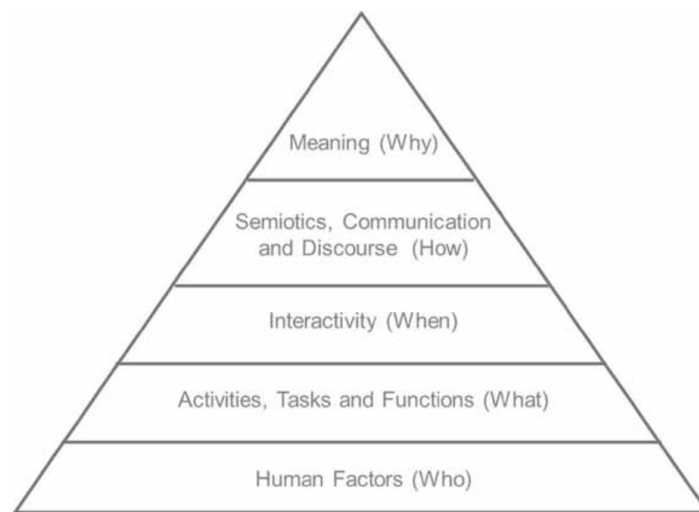 Meaning (Why)
Semiotics, Communication
and Discourse (How)
Interactivity (When)
Activities, Tasks and Functions (What)
Human Factors (Who)